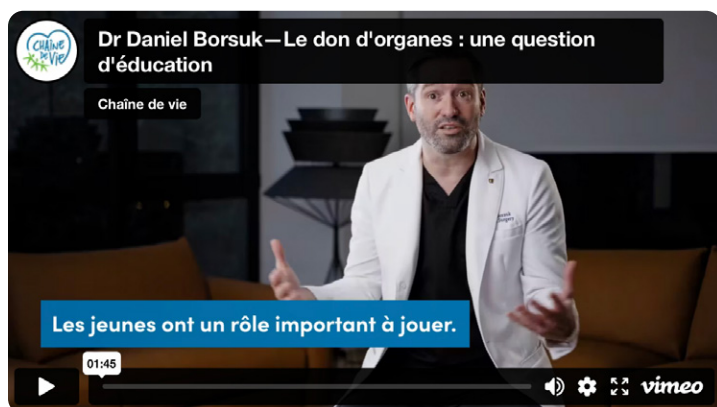 CHAÎNE
DE VIE
Dr Daniel Borsuk—Le don d'organes : une question
d'éducation
Chaîne de vie
Les jeunes ont un rôle important à jouer.
01:45
vimeo